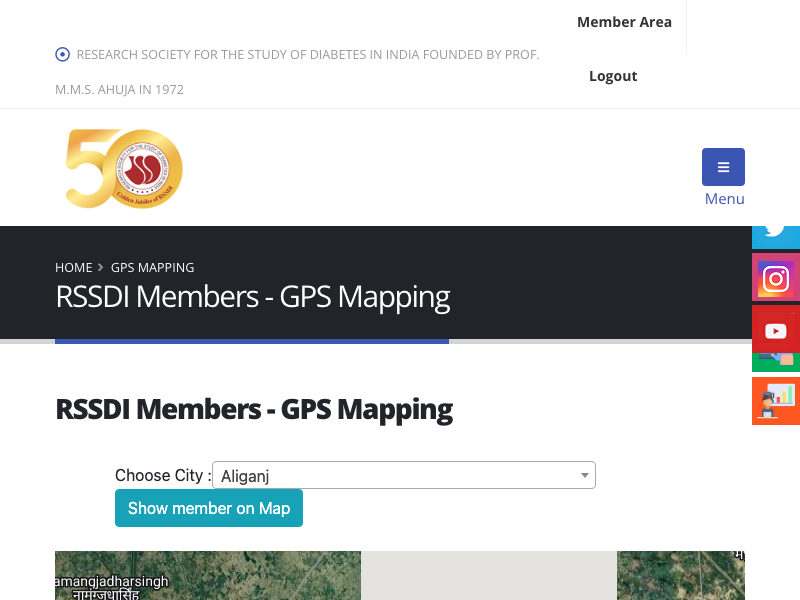 Member Area
RESEARCH SOCIETY FOR THE STUDY OF DIABETES IN INDIA FOUNDED BY PROF.
M.M.S. AHUJA IN 1972
Logout
50
Golden Jubilee of RSSDI
Menu
HOME > GPS MAPPING
RSSDI Members - GPS Mapping
RSSDI Members - GPS Mapping
Choose City : Aliganj
Show member on Map
amangjadharsingh
नामंगजधारसिंह